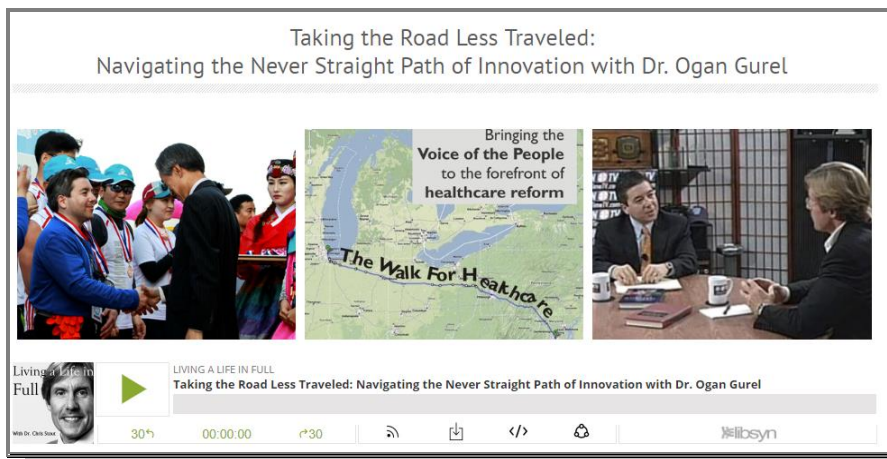 Taking the Road Less Traveled:
Navigating the Never Straight Path of Innovation with Dr. Ogan Gurel
Bringing the
Voice of the People
to the forefront of
healthcare reform
The Walk For Healthcare
Living a Life in
Full
With Dr. Chris Stout
LIVING A LIFE IN FULL
Taking the Road Less Traveled: Navigating the Never Straight Path of Innovation with Dr. Ogan Gurel
30
00:00:00
30
</>
libsyn